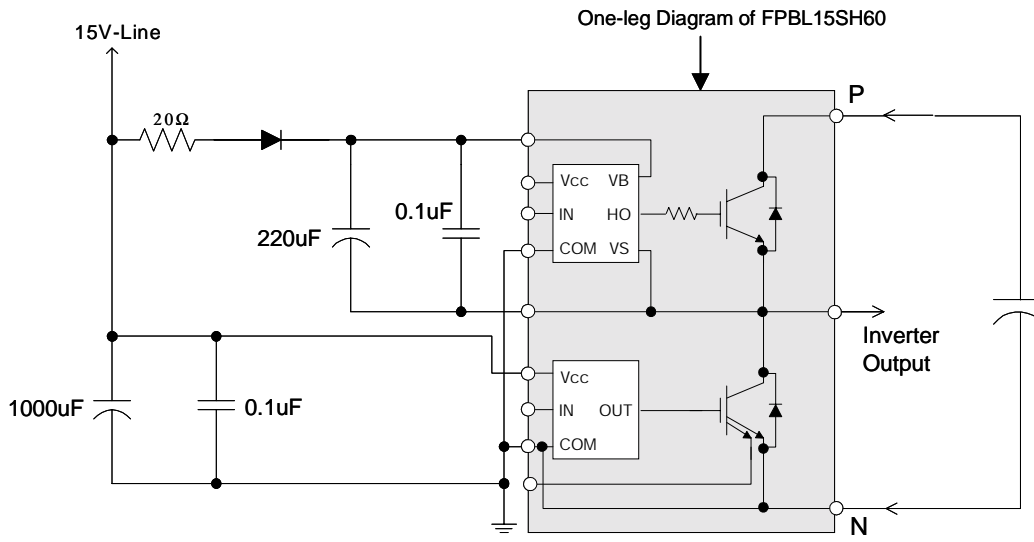 One-leg Diagram of FPBL15SH60
15V-Line
P
20Ω
Vcc VB
0.1uF
IN HO
220uF
COM VS
Inverter
Output
Vcc
1000uF
0.1uF
IN OUT
COM
N